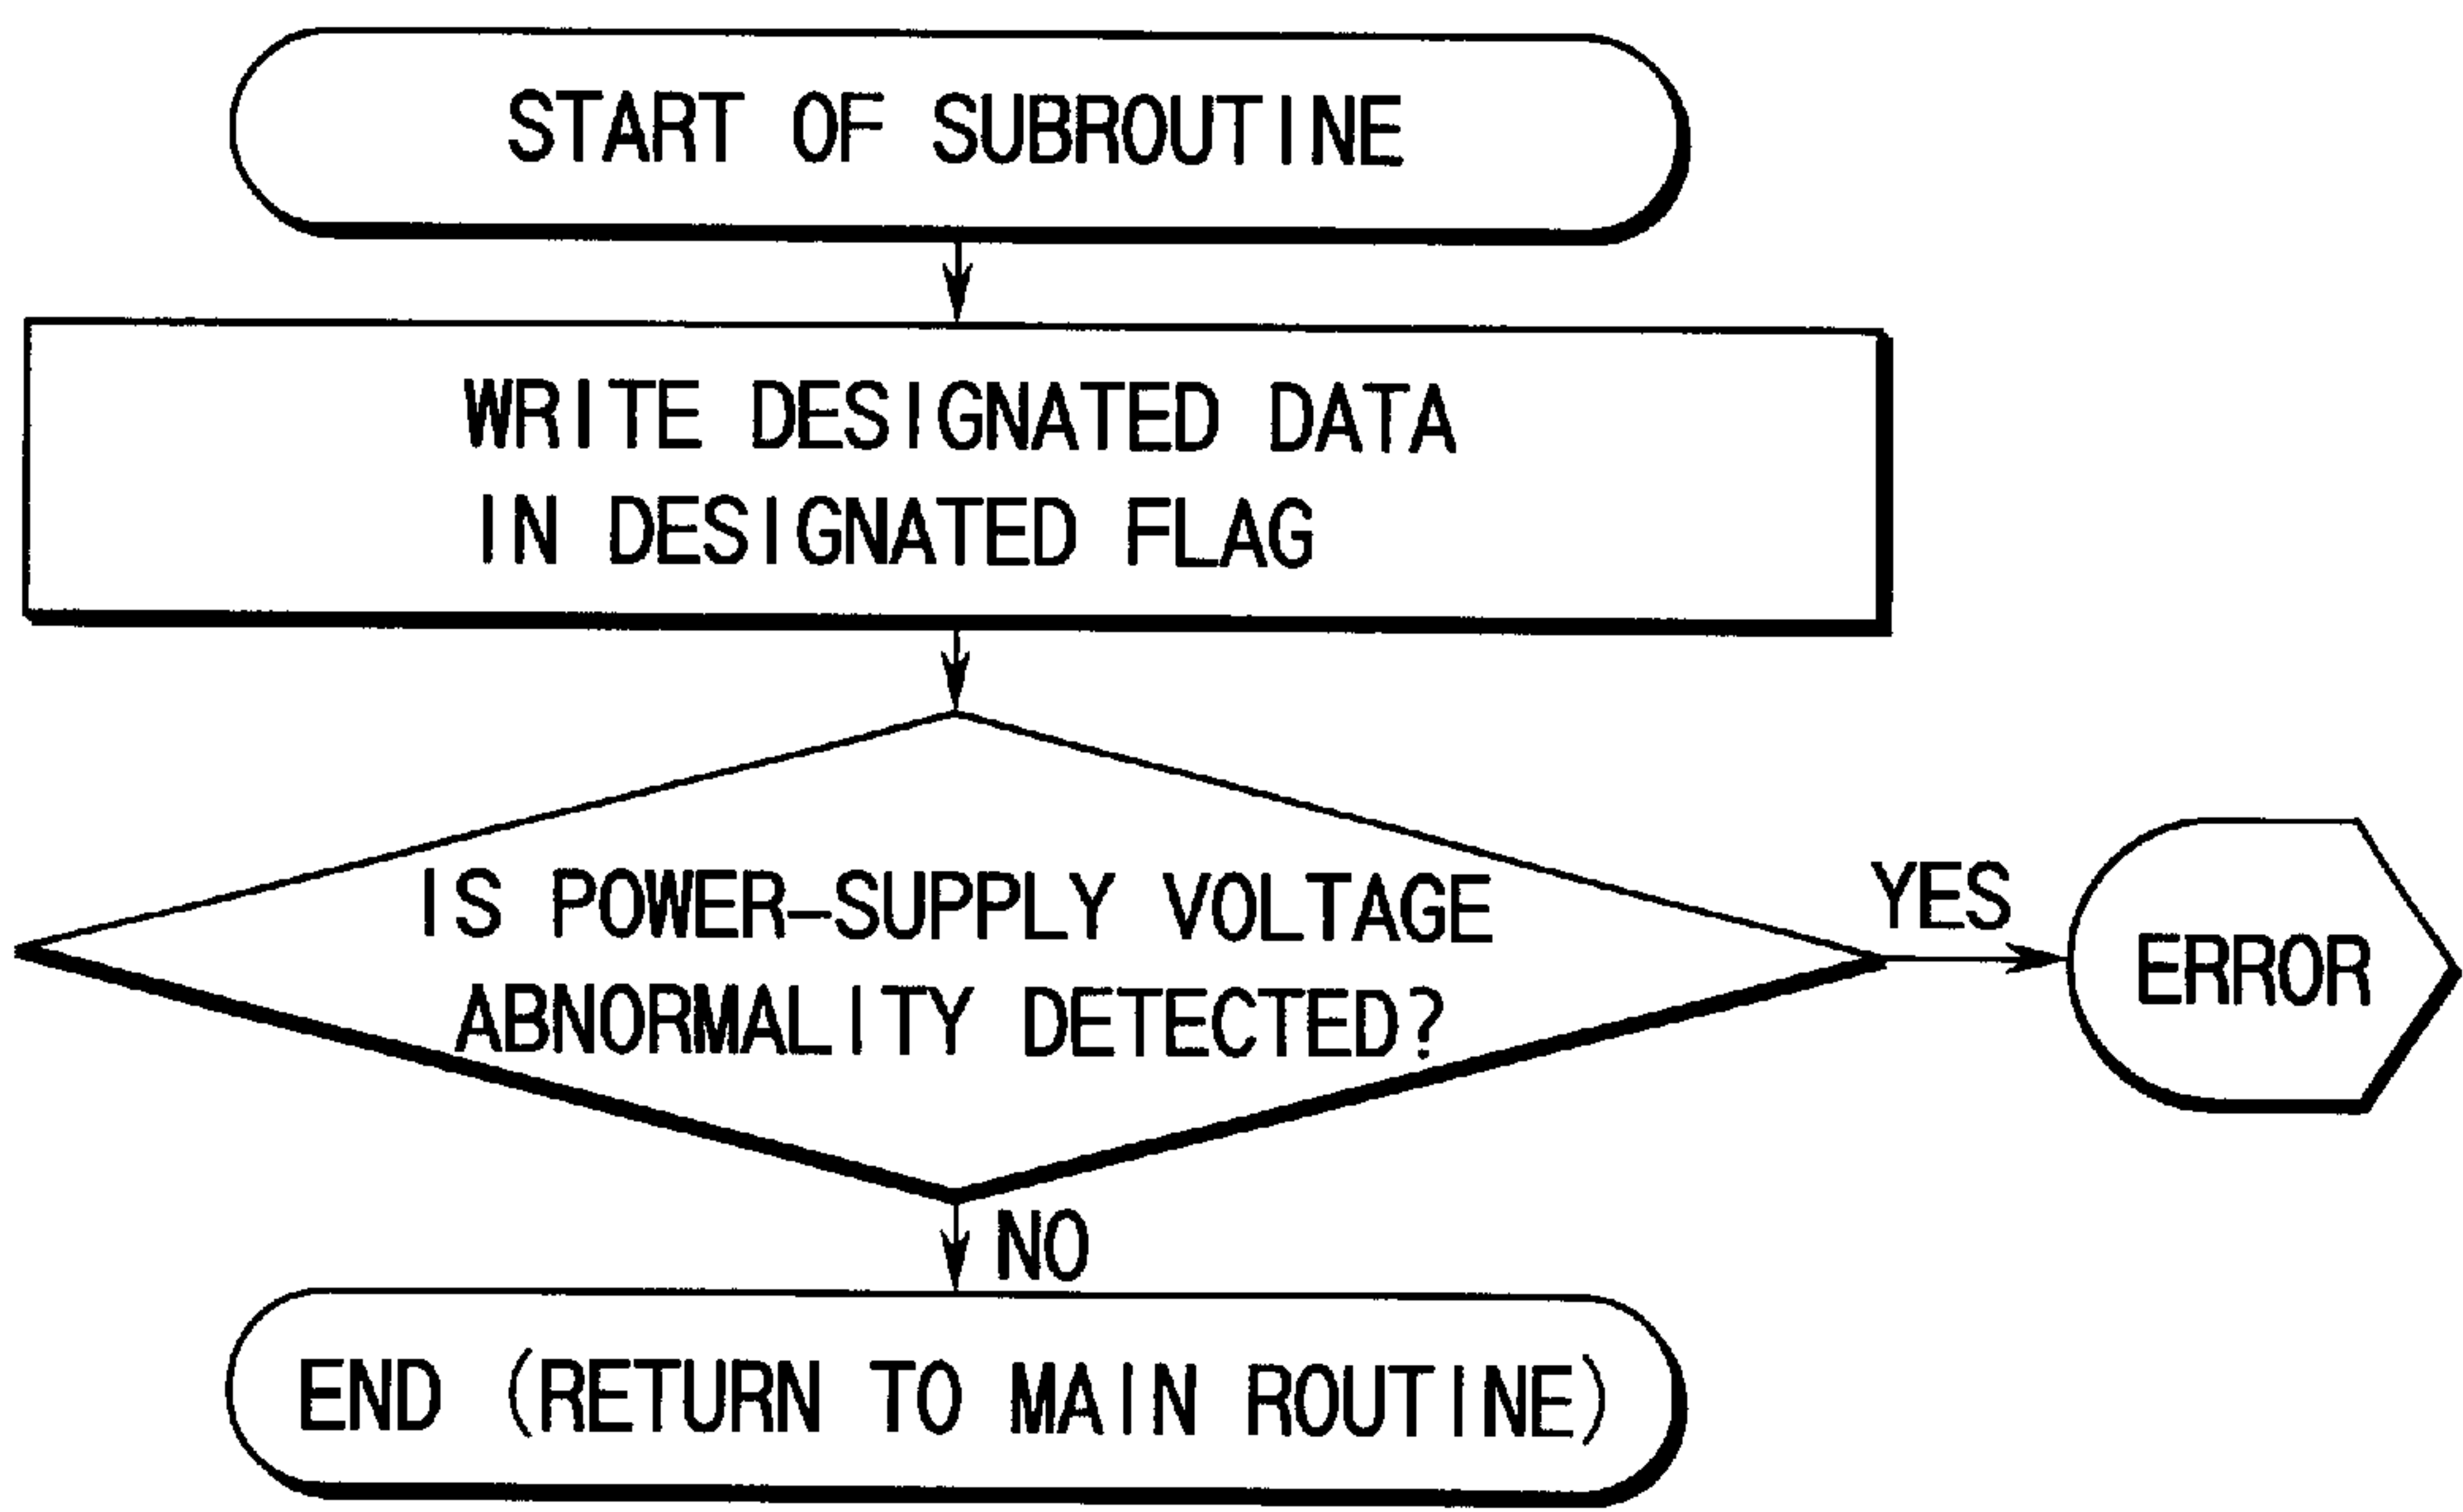 START OF SUBROUTINE
WRITE DESIGNATED DATA
IN DESIGNATED FLAG
IS POWER-SUPPLY VOLTAGE
ABNORMALITY DETECTED?
YES
ERROR
NO
END (RETURN TO MAIN ROUTINE)